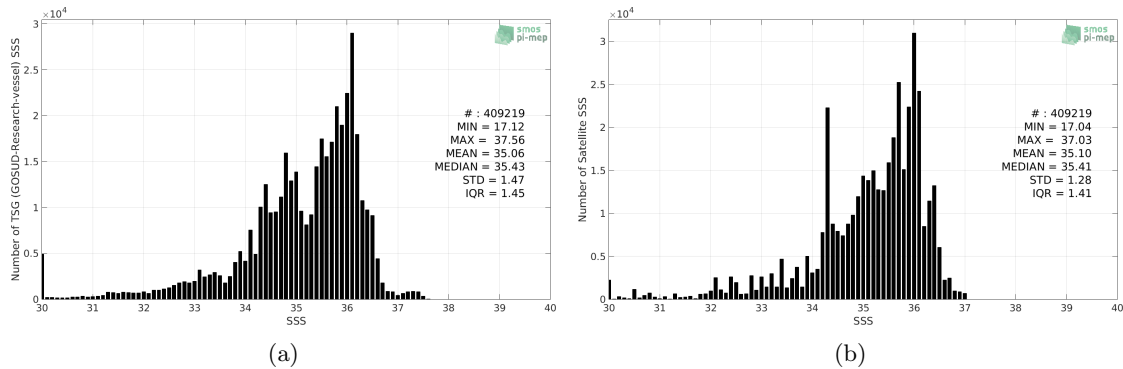 ×10⁴
3
2.5
2
1.5
1
0.5
0
Number of TSG (GOSUD-Research-vessel) SSS
smos
pi-mep
# : 409219
MIN = 17.12
MAX = 37.56
MEAN = 35.06
MEDIAN = 35.43
STD = 1.47
IQR = 1.45
30 31 32 33 34 35 36 37 38 39 40
SSS
(a)
×10⁴
3
2.5
2
1.5
1
0.5
0
Number of Satellite SSS
smos
pi-mep
# : 409219
MIN = 17.04
MAX = 37.03
MEAN = 35.10
MEDIAN = 35.41
STD = 1.28
IQR = 1.41
30 31 32 33 34 35 36 37 38 39 40
SSS
(b)